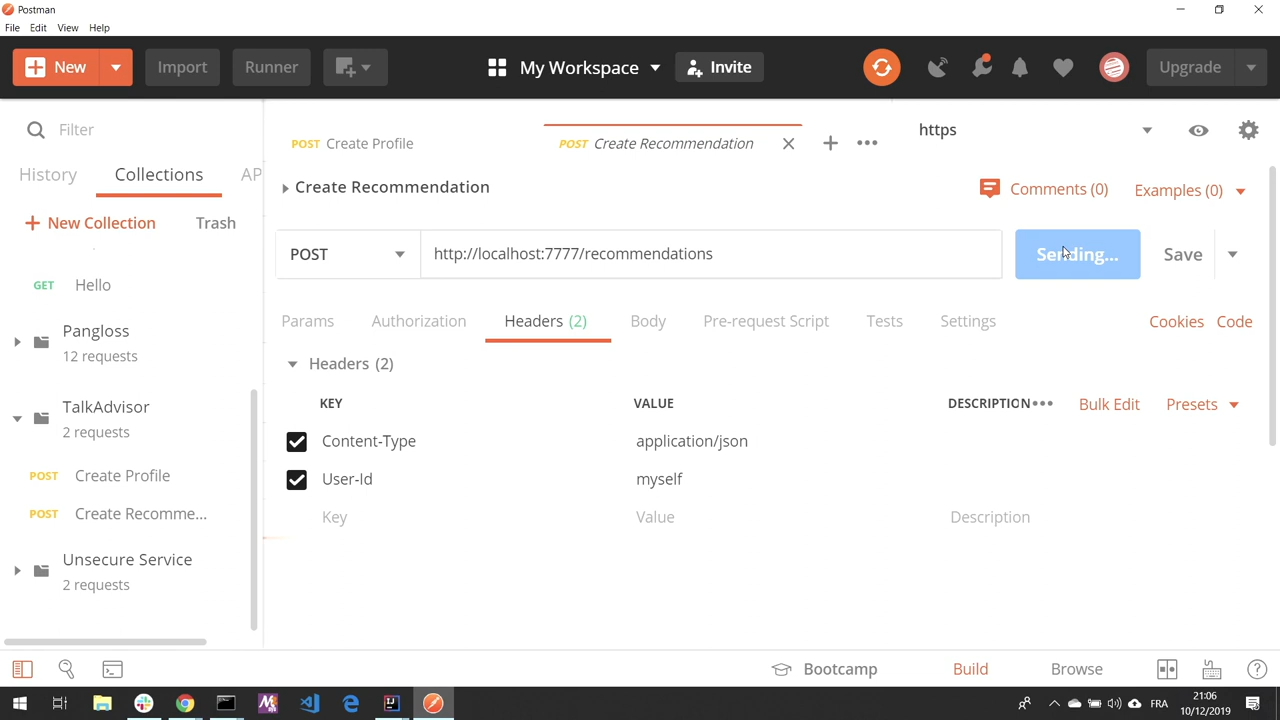 Postman
File Edit View Help
New Import Runner My Workspace Invite Upgrade
Filter
History Collections AP
New Collection Trash
GET Hello
Pangloss
12 requests
TalkAdvisor
2 requests
POST Create Profile
POST Create Recomme...
Unsecure Service
2 requests
POST Create Profile POST Create Recommendation https
Create Recommendation Comments (0) Examples (0)
POST http://localhost:7777/recommendations Sending... Save
Params Authorization Headers (2) Body Pre-request Script Tests Settings Cookies Code
Headers (2)
KEY VALUE DESCRIPTION Bulk Edit Presets
Content-Type application/json
User-Id myself
Key Value Description
Bootcamp Build Browse
FRA 21:06
10/12/2019